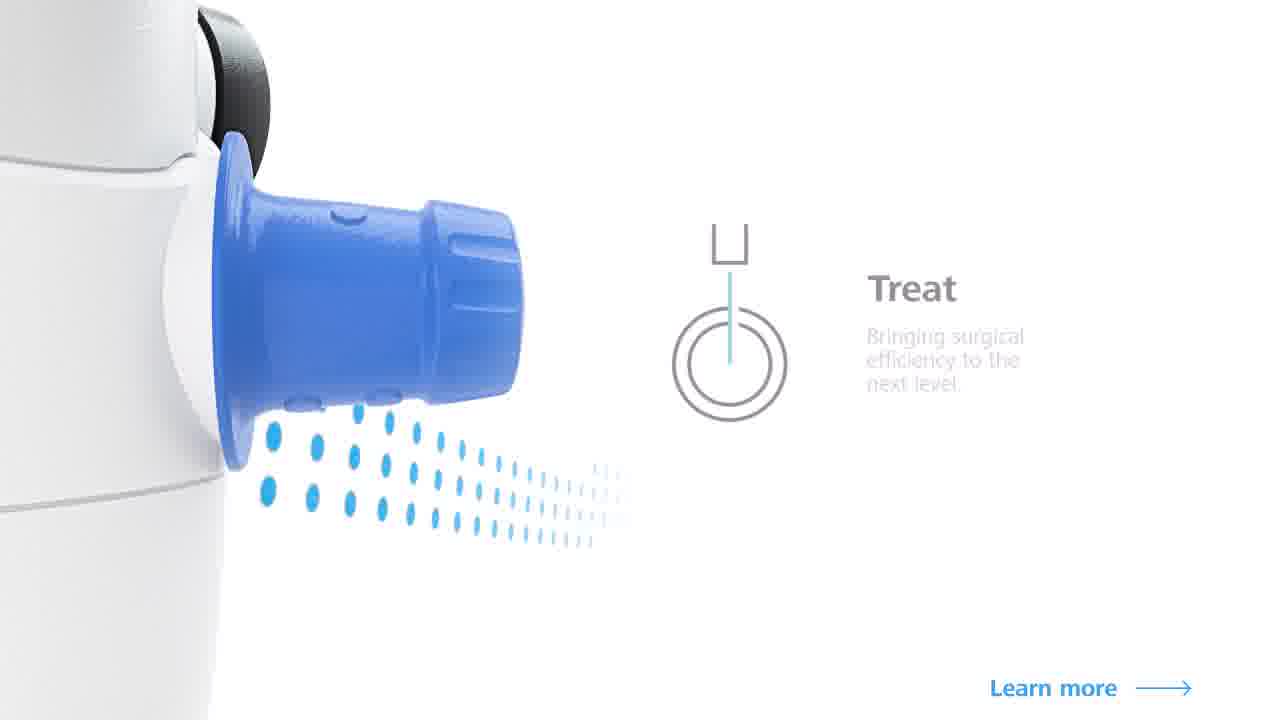 Treat
Bringing surgical
efficiency to the
next level.
Learn more